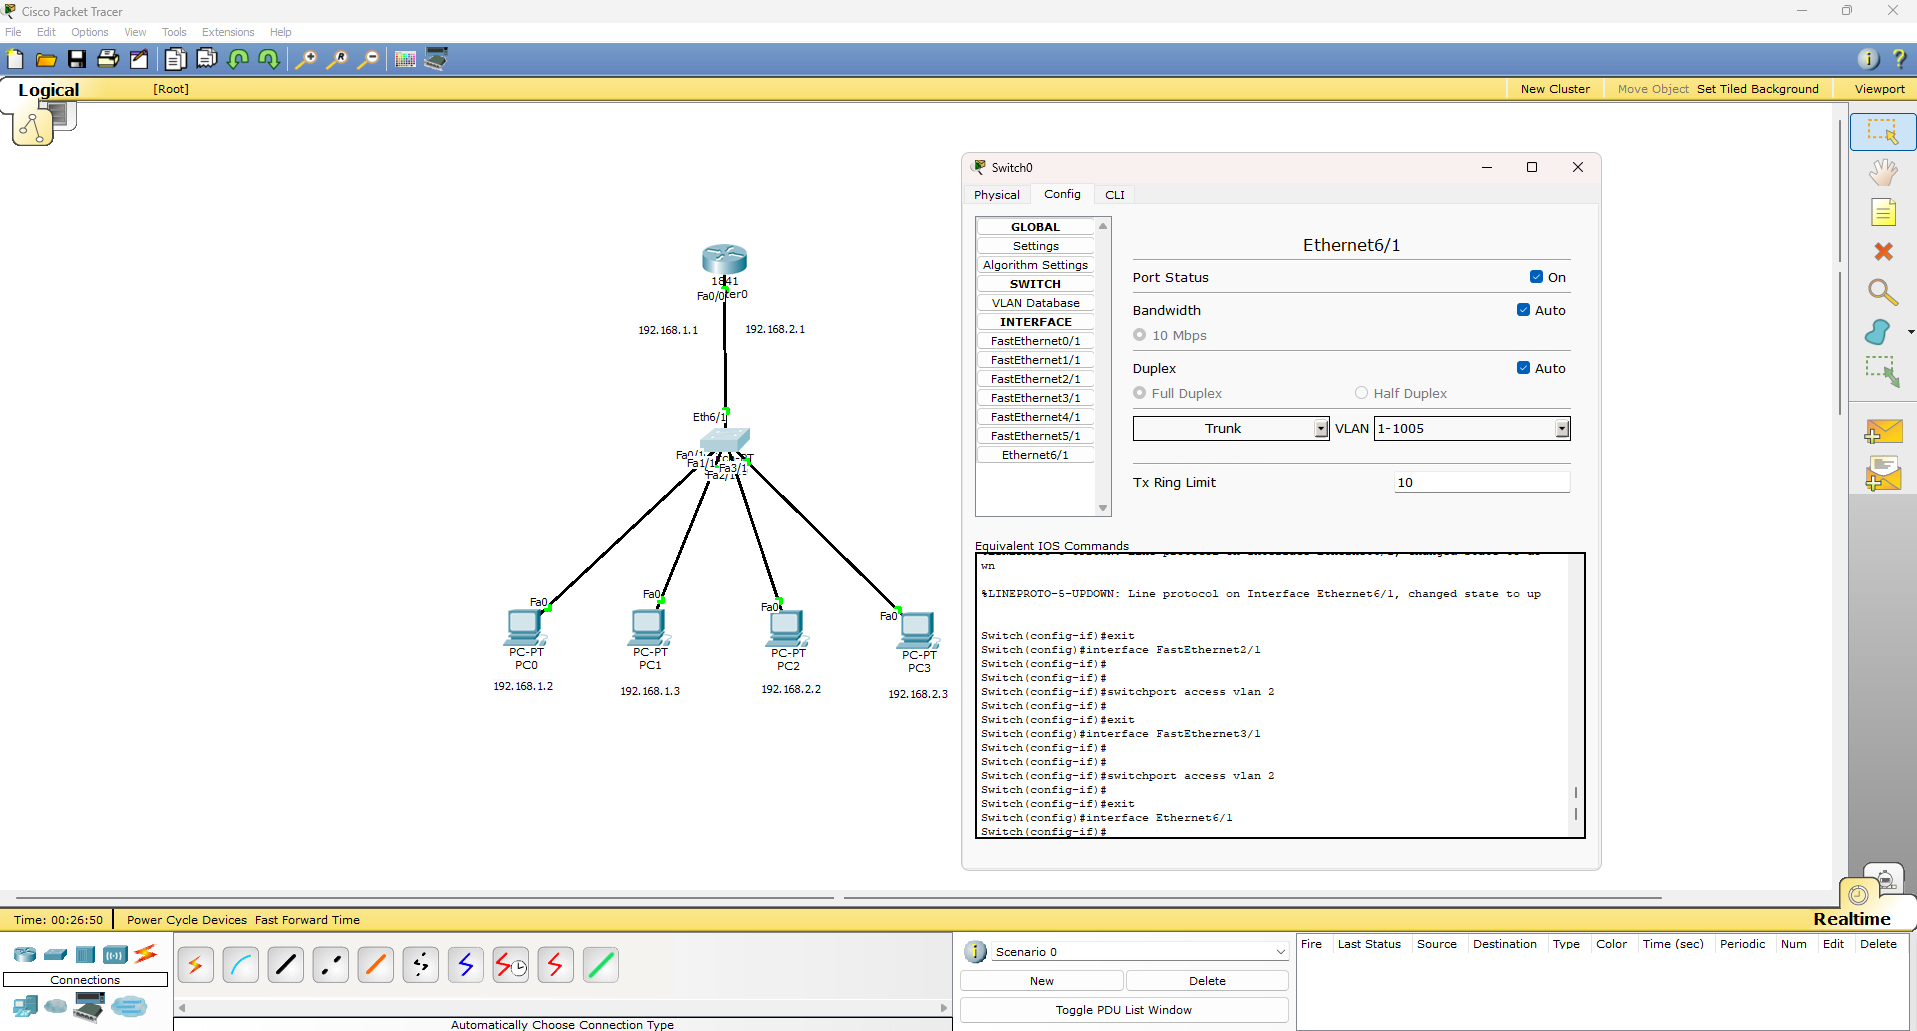 Cisco Packet Tracer
File Edit Options View Tools Extensions Help
Logical [Root] New Cluster Move Object Set Tiled Background Viewport
1841
Fa0/0
192.168.1.1 192.168.2.1
Eth6/1
Fa1/1
Fa3/1
Fa0 Fa0 Fa0 Fa0
PC-PT PC-PT PC-PT PC-PT
PC0 PC1 PC2 PC3
192.168.1.2 192.168.1.3 192.168.2.2 192.168.2.3
Switch0
Physical Config CLI
GLOBAL
Settings
Algorithm Settings
SWITCH
VLAN Database
INTERFACE
FastEthernet0/1
FastEthernet1/1
FastEthernet2/1
FastEthernet3/1
FastEthernet4/1
FastEthernet5/1
Ethernet6/1
Ethernet6/1
Port Status On
Bandwidth Auto
10 Mbps
Duplex Auto
Full Duplex Half Duplex
Trunk VLAN 1-1005
Tx Ring Limit 10
Equivalent IOS Commands
wn
%LINEPROTO-5-UPDOWN: Line protocol on Interface Ethernet6/1, changed state to up
Switch(config-if)#exit
Switch(config)#interface FastEthernet2/1
Switch(config-if)#
Switch(config-if)#
Switch(config-if)#switchport access vlan 2
Switch(config-if)#
Switch(config-if)#exit
Switch(config)#interface FastEthernet3/1
Switch(config-if)#
Switch(config-if)#
Switch(config-if)#switchport access vlan 2
Switch(config-if)#
Switch(config-if)#exit
Switch(config)#interface Ethernet6/1
Switch(config-if)#
Time: 00:26:50 Power Cycle Devices Fast Forward Time Realtime
Connections
Automatically Choose Connection Type
Scenario 0
New Delete
Toggle PDU List Window
Fire Last Status Source Destination Type Color Time (sec) Periodic Num Edit Delete